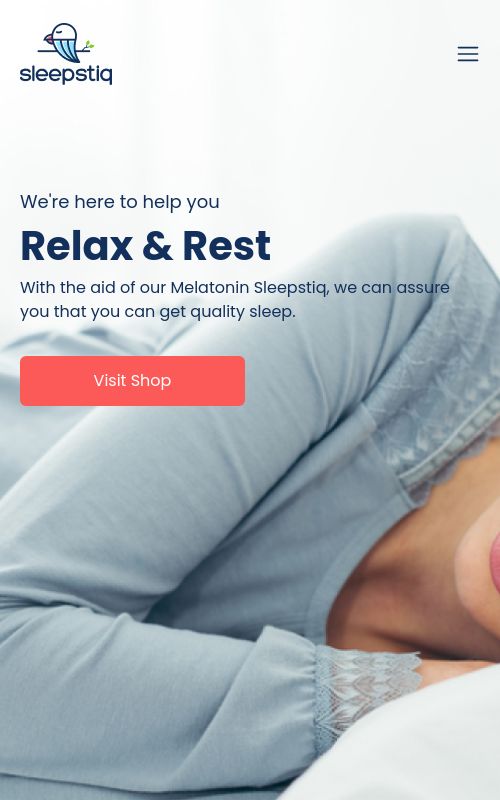 sleepstiq
We're here to help you
Relax & Rest
With the aid of our Melatonin Sleepstiq, we can assure
you that you can get quality sleep.
Visit Shop